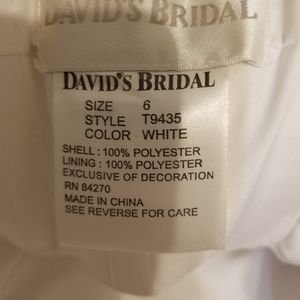 DAVID'S BRIDAL
DAVID'S BRIDAL
SIZE 6
STYLE T9435
COLOR WHITE
SHELL : 100% POLYESTER
LINING : 100% POLYESTER
EXCLUSIVE OF DECORATION
RN 84270
MADE IN CHINA
SEE REVERSE FOR CARE